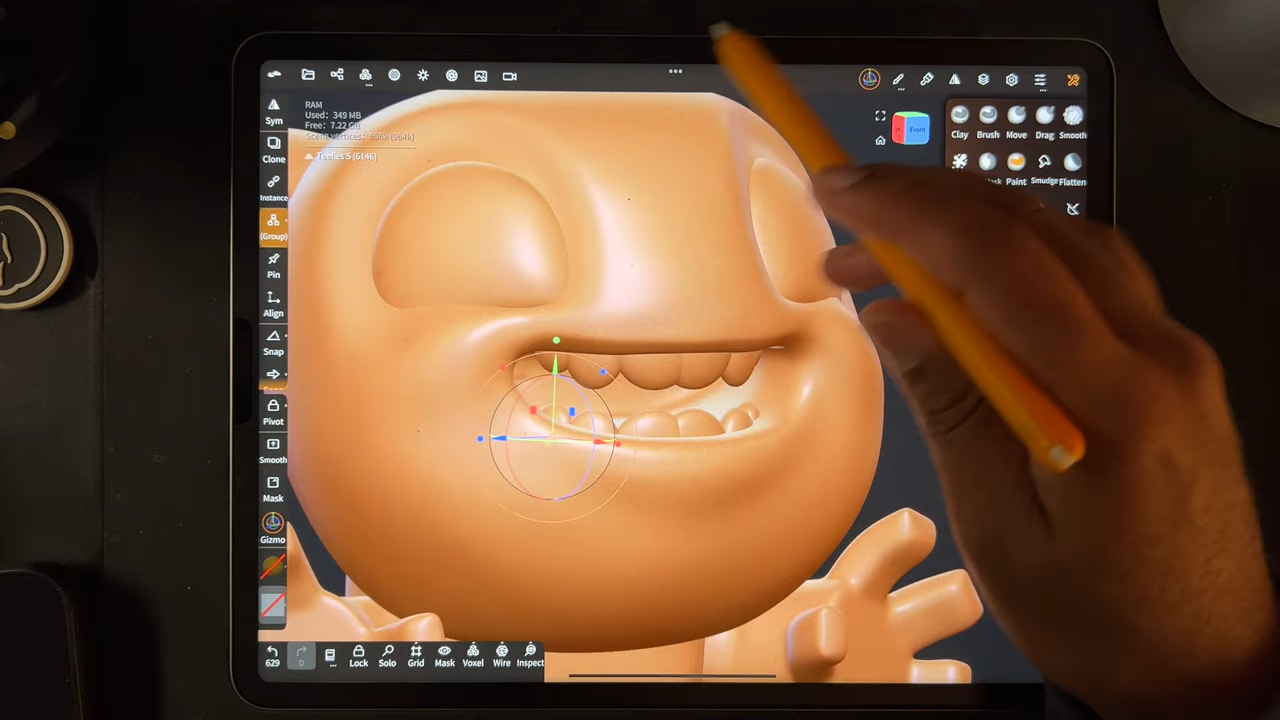 RAM
Used: 349 MB
Free: 7.22 GB
Teefies 5 (6146)
Sym
Clone
Instance
(Group)
Pin
Align
Snap
Pivot
Smooth
Mask
Gizmo
Front
Clay Brush Move Drag Smooth
Paint Smudge Flatten
629 0 Lock Solo Grid Mask Voxel Wire Inspect